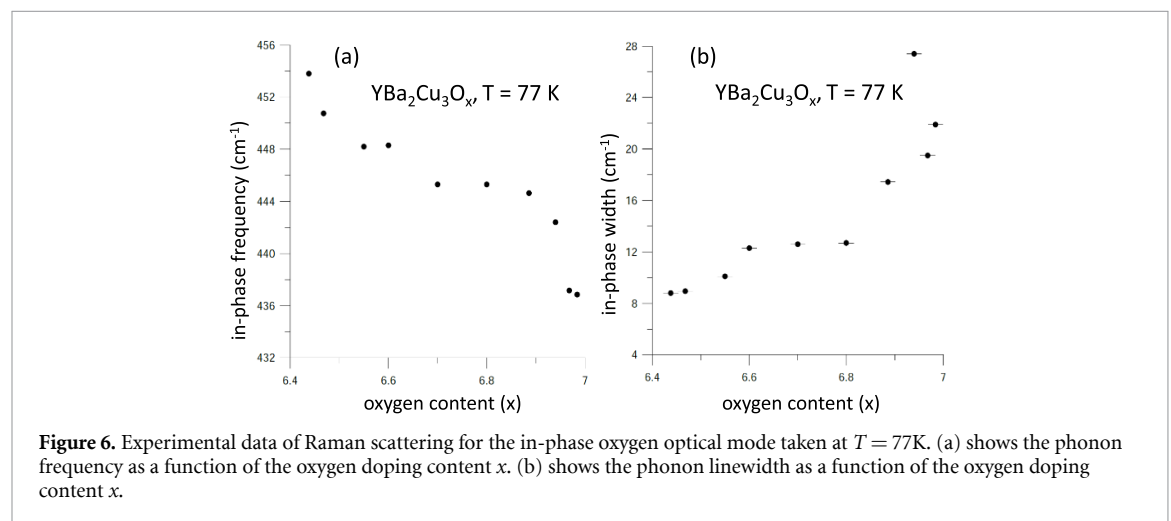 (a)
YBa₂Cu₃Oₓ, T = 77 K
in-phase frequency (cm⁻¹)
456
452
448
444
440
436
432
6.4
6.6
6.8
7
oxygen content (x)
(b)
YBa₂Cu₃Oₓ, T = 77 K
in-phase width (cm⁻¹)
28
24
20
16
12
8
4
6.4
6.6
6.8
7
oxygen content (x)
Figure 6. Experimental data of Raman scattering for the in-phase oxygen optical mode taken at T = 77K. (a) shows the phonon
frequency as a function of the oxygen doping content x. (b) shows the phonon linewidth as a function of the oxygen doping
content x.